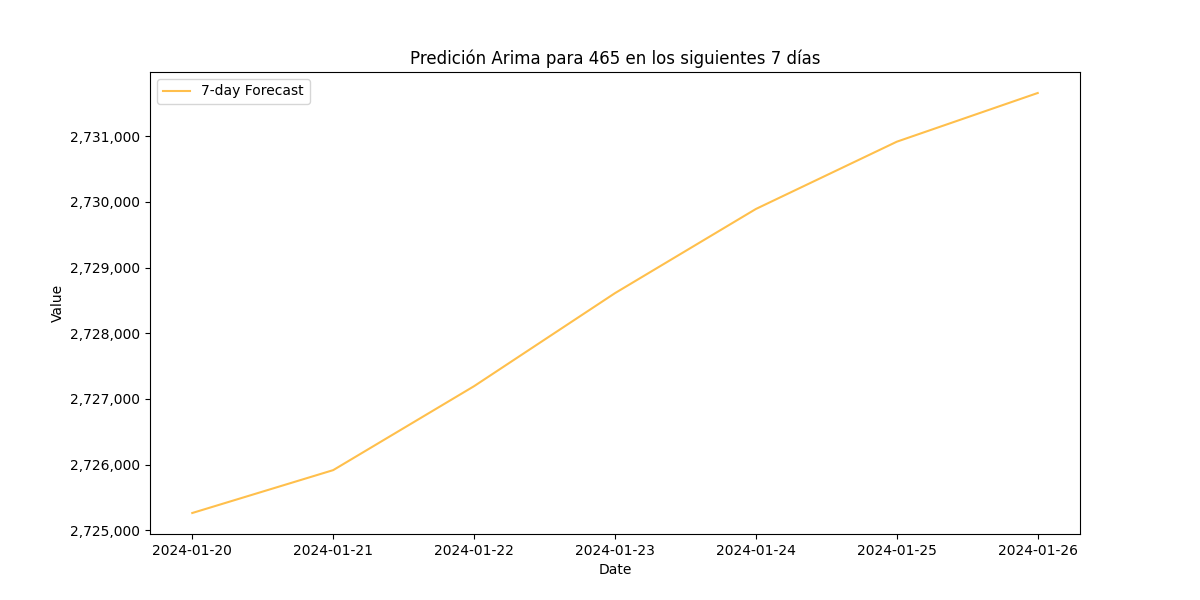 Predición Arima para 465 en los siguientes 7 días
7-day Forecast
2,731,000
2,730,000
2,729,000
2,728,000
2,727,000
2,726,000
2,725,000
Value
2024-01-20 2024-01-21 2024-01-22 2024-01-23 2024-01-24 2024-01-25 2024-01-26
Date